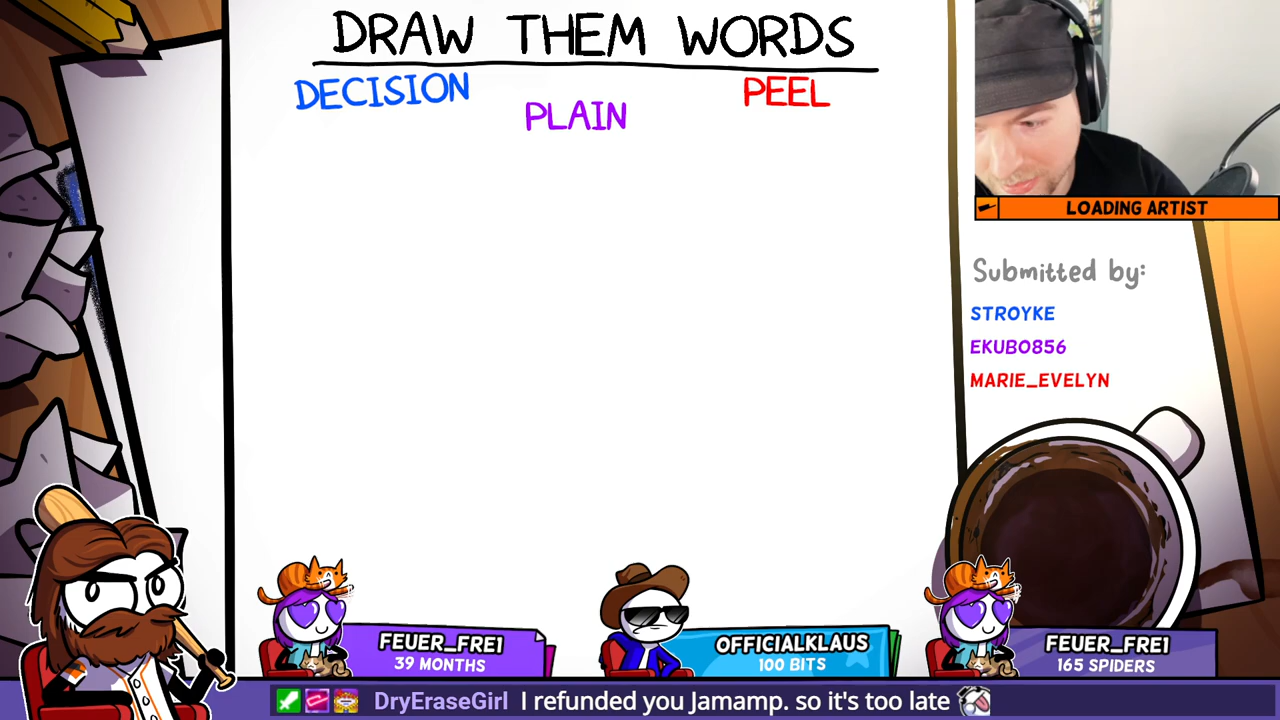 DRAW THEM WORDS
DECISION
PEEL
PLAIN
LOADING ARTIST
Submitted by:
STROYKE
EKUBO856
MARIE_EVELYN
FEUER_FREI
39 MONTHS
OFFICIALKLAUS
100 BITS
FEUER_FREI
165 SPIDERS
DryEraseGirl I refunded you Jamamp. so it's too late